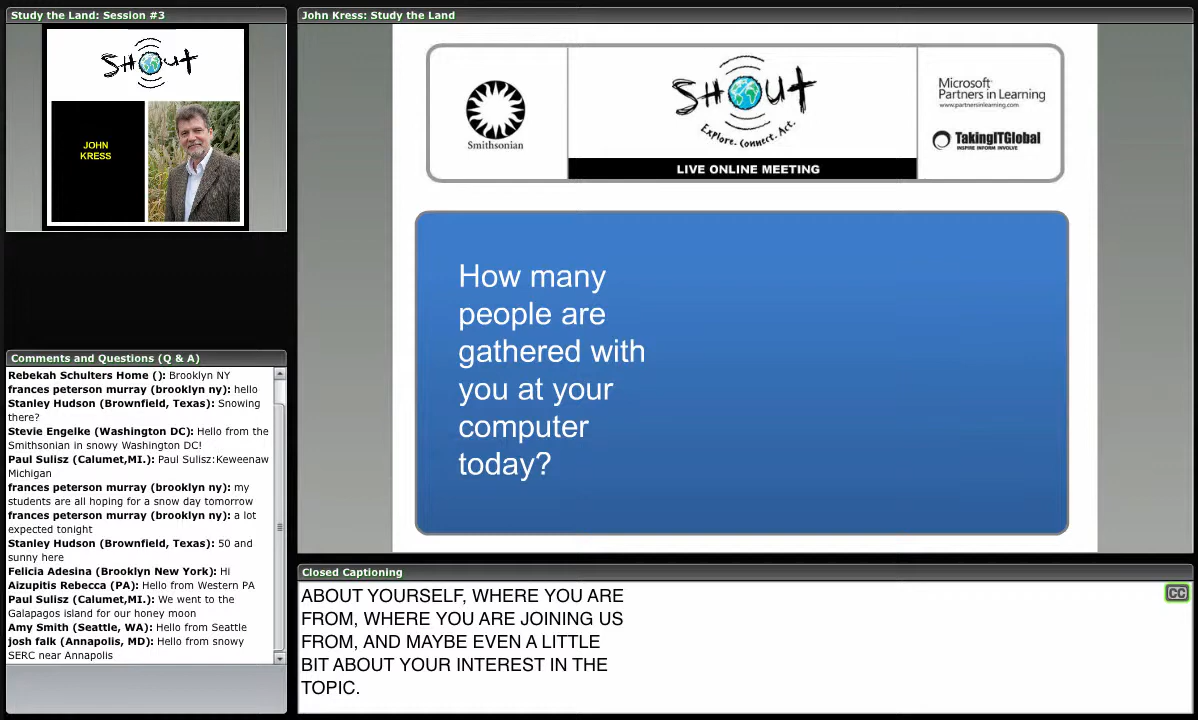 Study the Land: Session #3
SHOUT
JOHN
KRESS
Comments and Questions (Q & A)
Rebekah Schulters Home (): Brooklyn NY
frances peterson murray (brooklyn ny): hello
Stanley Hudson (Brownfield, Texas): Snowing
there?
Stevie Engelke (Washington DC): Hello from the
Smithsonian in snowy Washington DC!
Paul Sulisz (Calumet,MI.): Paul Sulisz:Keweenaw
Michigan
frances peterson murray (brooklyn ny): my
students are all hoping for a snow day tomorrow
frances peterson murray (brooklyn ny): a lot
expected tonight
Stanley Hudson (Brownfield, Texas): 50 and
sunny here
Felicia Adesina (Brooklyn New York): Hi
Aizupitis Rebecca (PA): Hello from Western PA
Paul Sulisz (Calumet,MI.): We went to the
Galapagos island for our honey moon
Amy Smith (Seattle, WA): Hello from Seattle
josh falk (Annapolis, MD): Hello from snowy
SERC near Annapolis
John Kress: Study the Land
Smithsonian
SHOUT
Explore. Connect. Act.
LIVE ONLINE MEETING
Microsoft
Partners in Learning
www.partnersinlearning.com
TakingITGlobal
INSPIRE INFORM INVOLVE
How many
people are
gathered with
you at your
computer
today?
Closed Captioning
ABOUT YOURSELF, WHERE YOU ARE
FROM, WHERE YOU ARE JOINING US
FROM, AND MAYBE EVEN A LITTLE
BIT ABOUT YOUR INTEREST IN THE
TOPIC.
CC